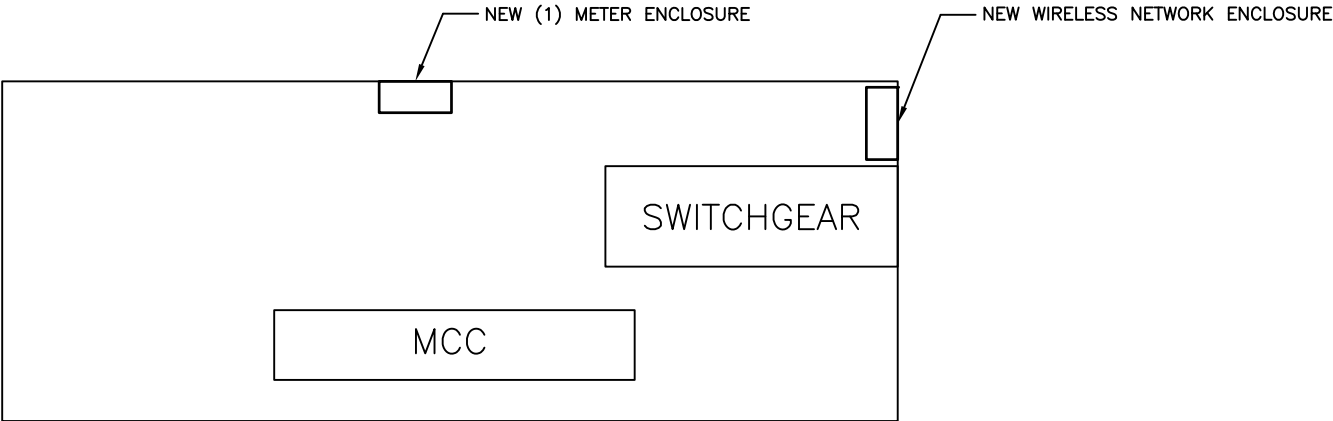 NEW (1) METER ENCLOSURE
NEW WIRELESS NETWORK ENCLOSURE
SWITCHGEAR
MCC